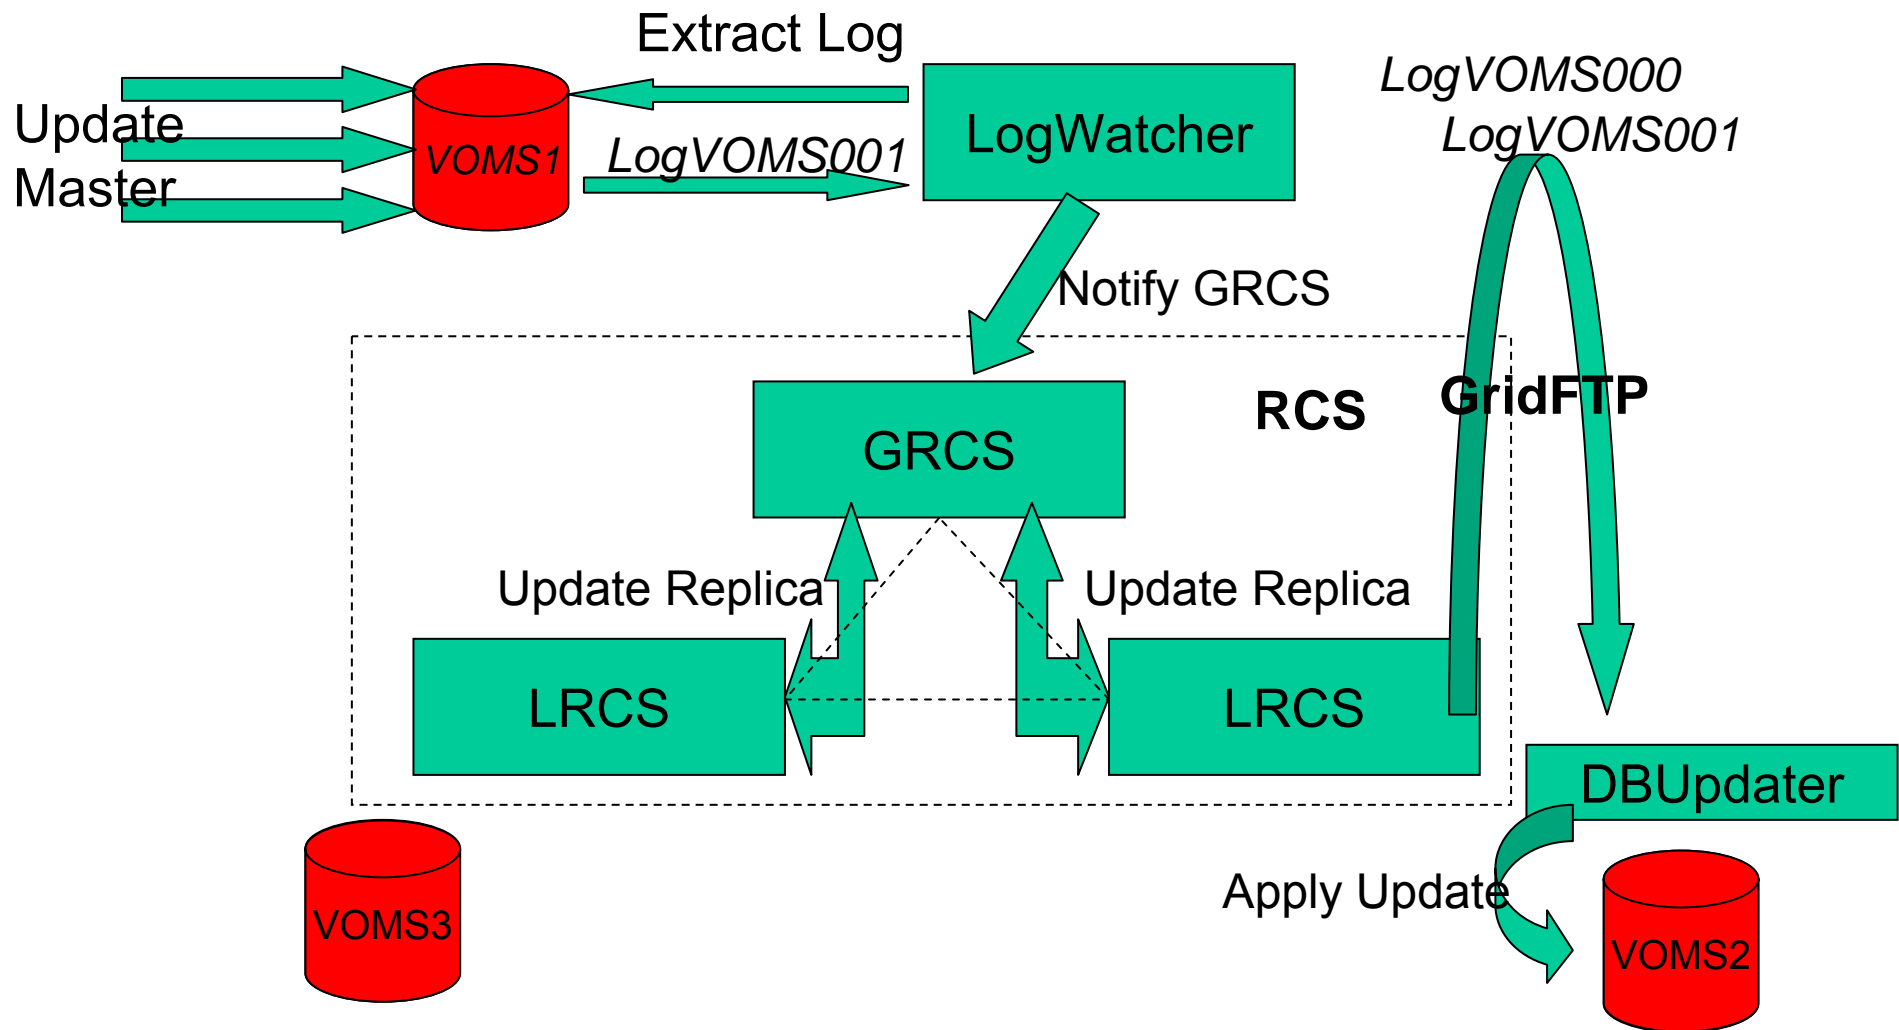 Extract Log
LogVOMS000
LogVOMS001
Update
Master
VOMS1
LogVOMS001
LogWatcher
Notify GRCS
RCS
GridFTP
GRCS
Update Replica
Update Replica
LRCS
LRCS
DBUpdater
Apply Update
VOMS3
VOMS2